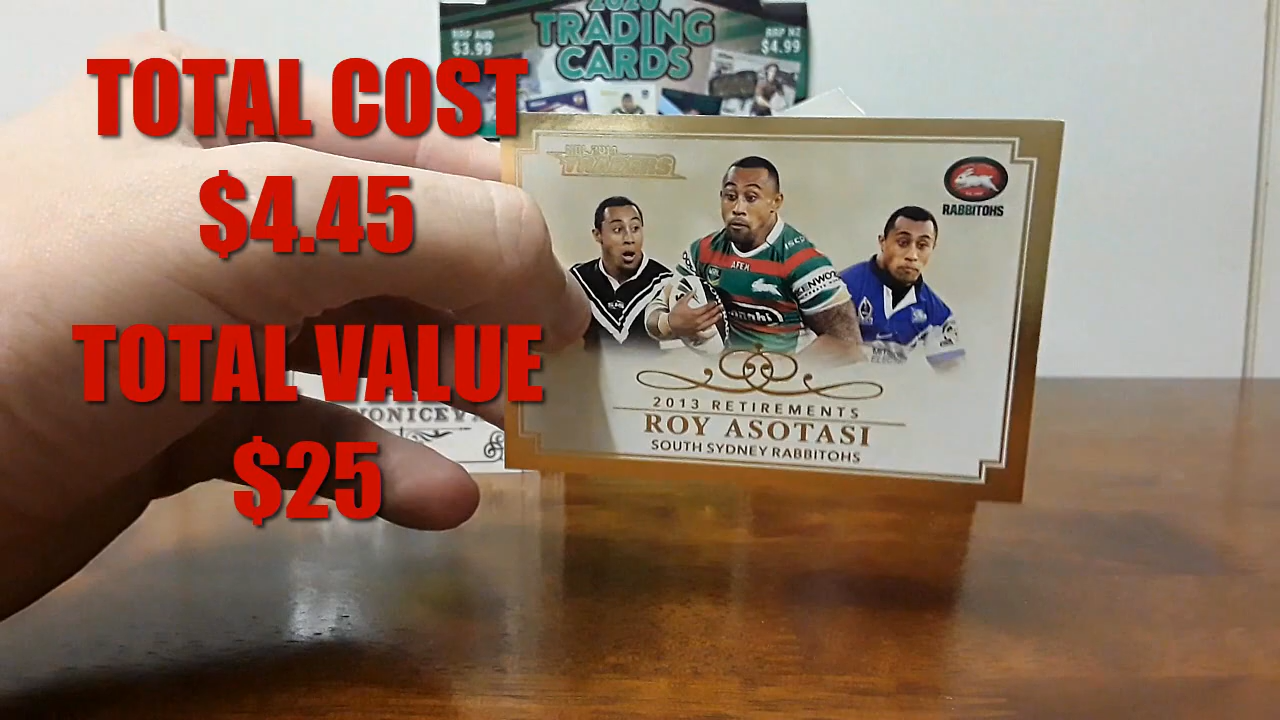 2020
TRADING
CARDS
RRP AUD
$3.99
RRP NZ
$4.99
TOTAL COST
$4.45
TOTAL VALUE
$25
TRADERS
RABBITOHS
2013 RETIREMENTS
ROY ASOTASI
SOUTH SYDNEY RABBITOHS